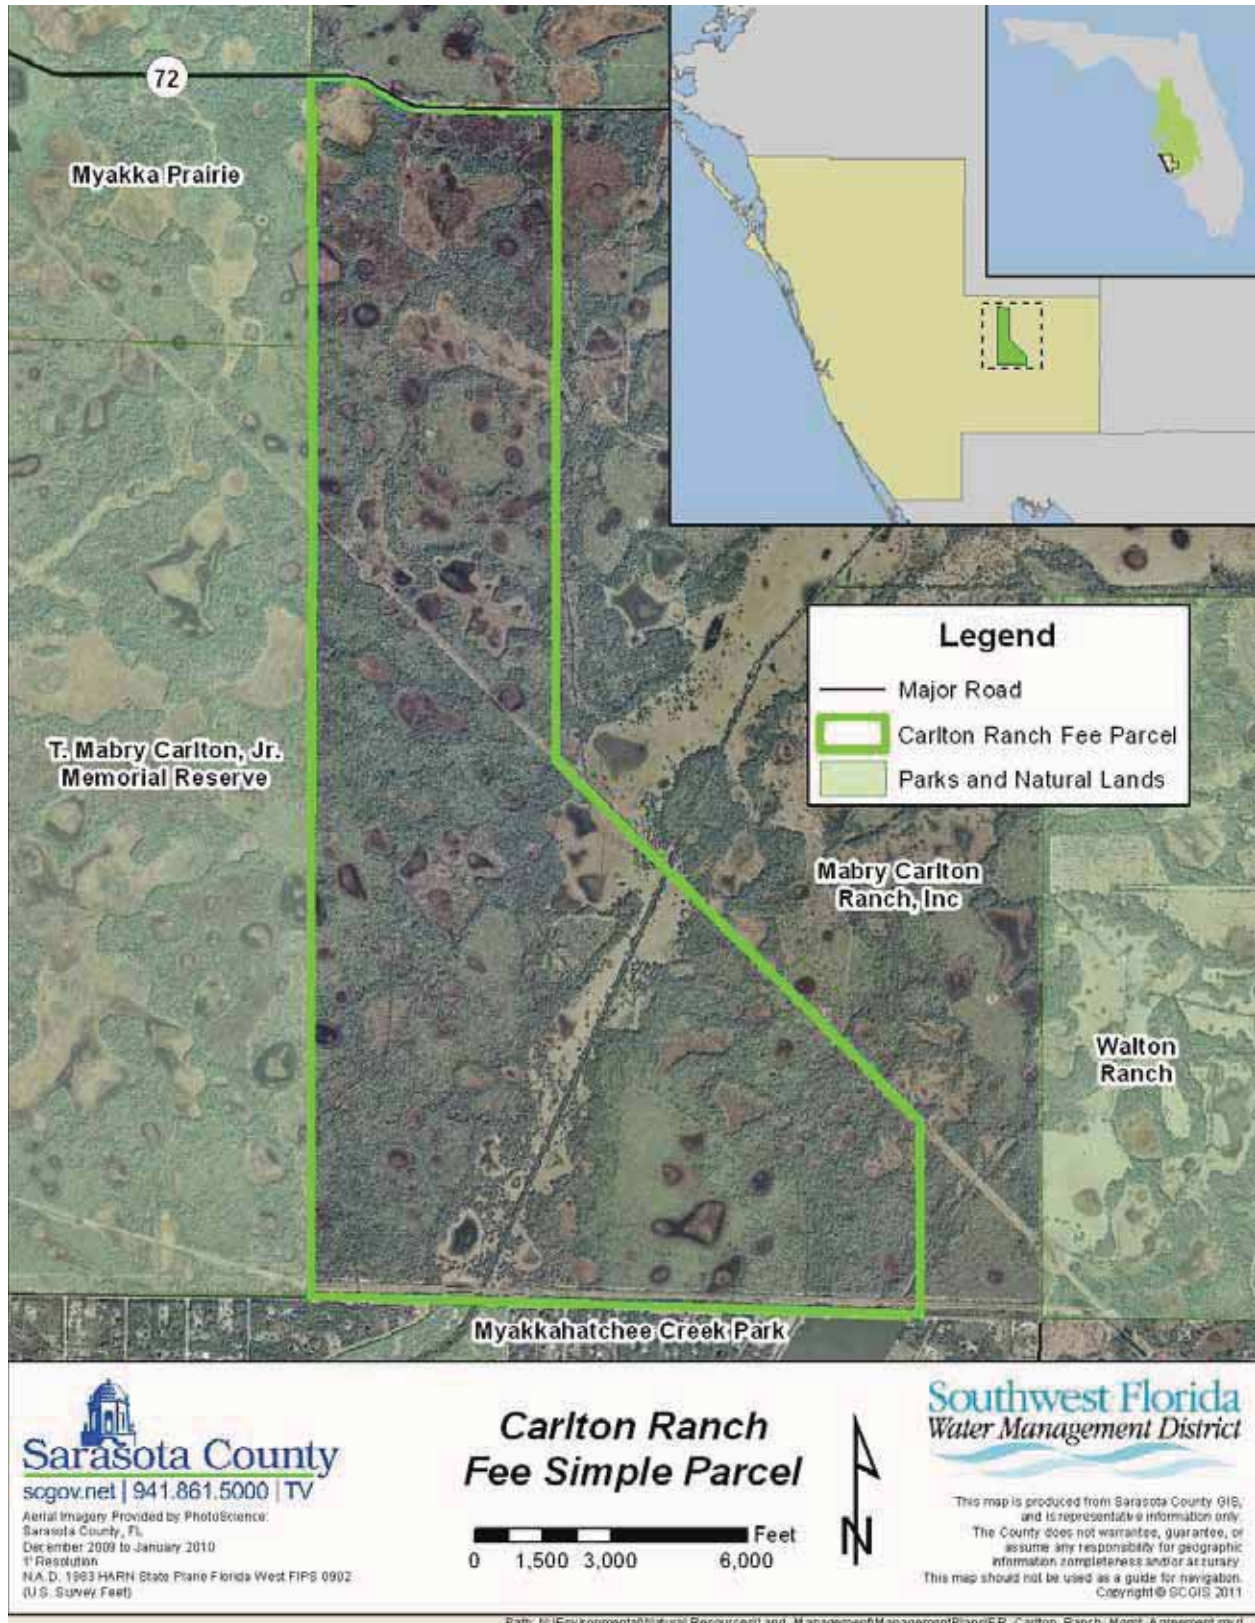 72
Myakka Prairie
T. Mabry Carlton, Jr.
Memorial Reserve
Legend
Major Road
Carlton Ranch Fee Parcel
Parks and Natural Lands
Mabry Carlton
Ranch, Inc
Walton
Ranch
Myakkahatchee Creek Park
Sarasota County
scgov.net | 941.861.5000 | TV
Aerial Imagery Provided by PhotoScience:
Sarasota County, FL
December 2009 to January 2010
1' Resolution
N.A.D. 1983 HARN State Plane Florida West FIPS 0902
(U.S. Survey Feet)
Carlton Ranch
Fee Simple Parcel
Feet
0 1,500 3,000 6,000
N
Southwest Florida
Water Management District
This map is produced from Sarasota County GIS,
and is representative information only.
The County does not warrantee, guarantee, or
assume any responsibility for geographic
information completeness and/or accuracy.
This map should not be used as a guide for navigation.
Copyright © SCGIS 2011